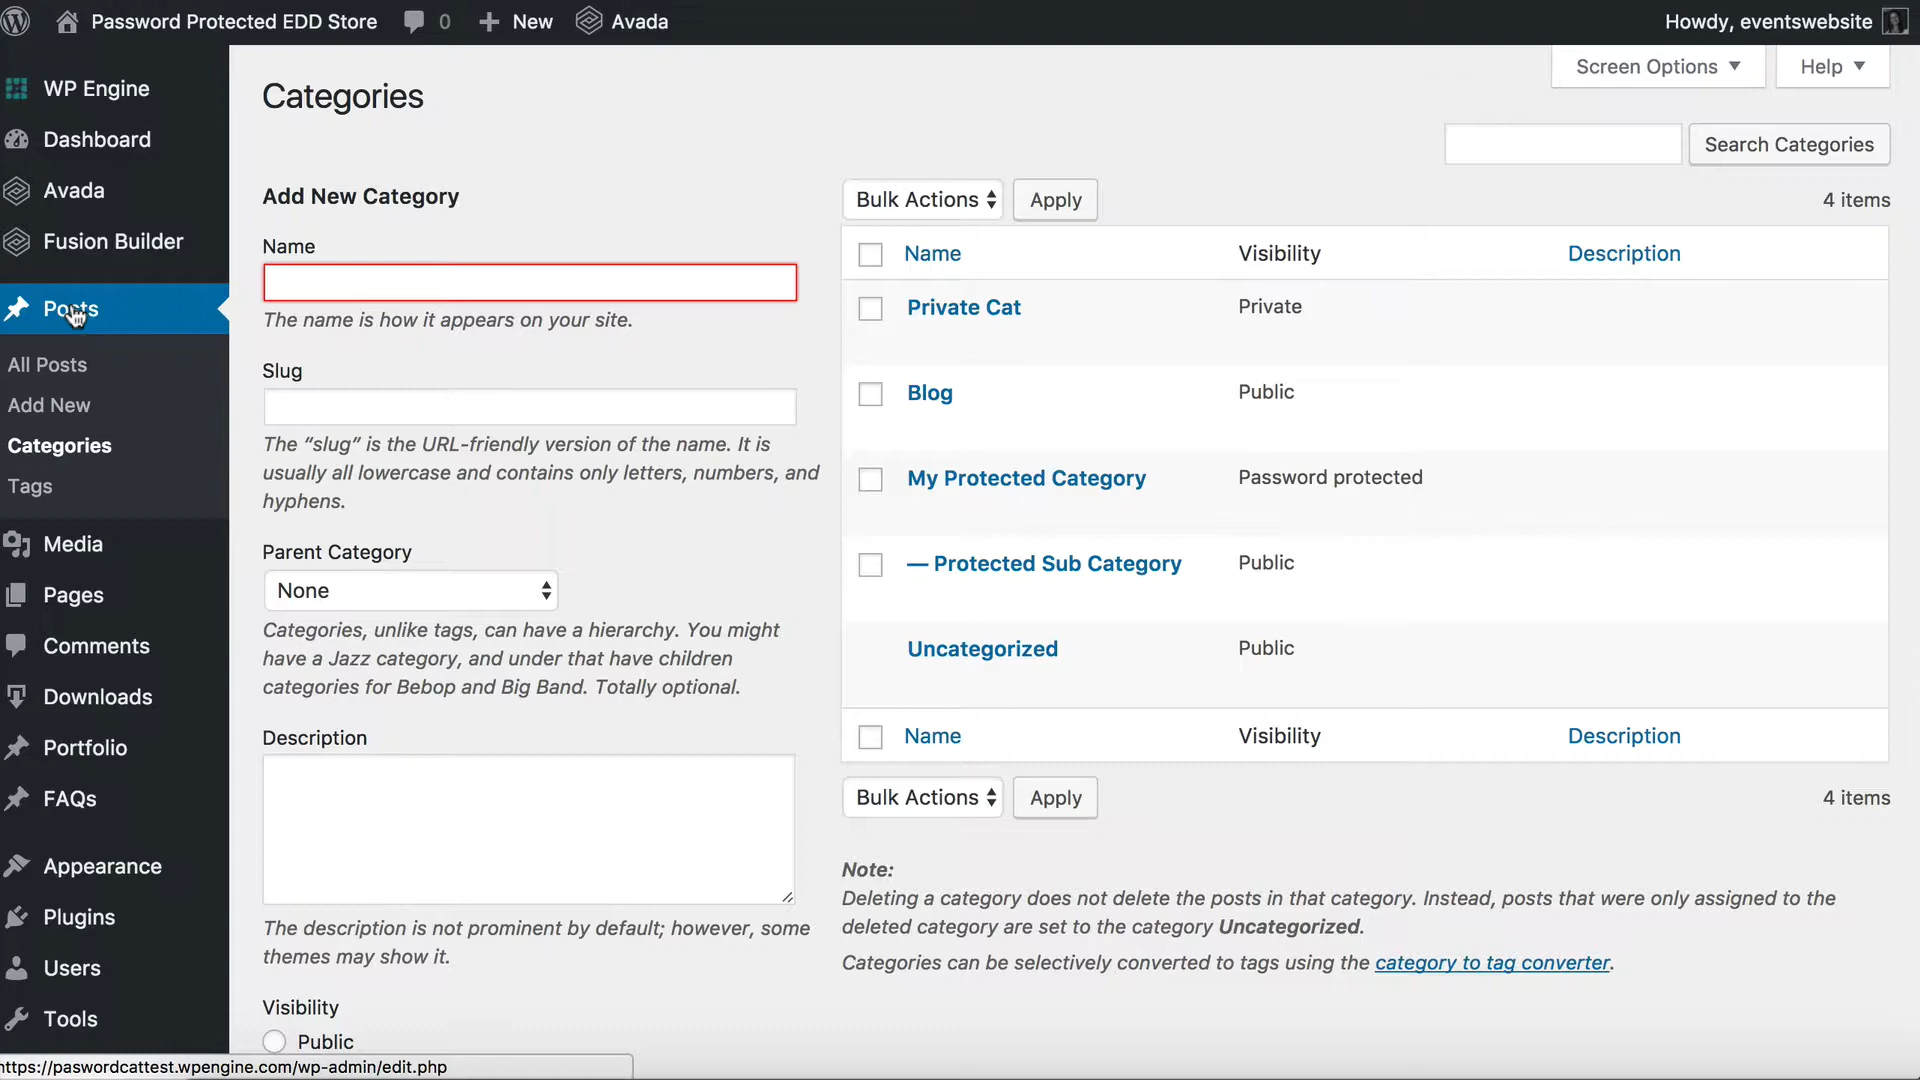 Password Protected EDD Store 0 New Avada Howdy, eventswebsite
WP Engine
Dashboard
Avada
Fusion Builder
Posts
All Posts
Add New
Categories
Tags
Media
Pages
Comments
Downloads
Portfolio
FAQs
Appearance
Plugins
Users
Tools
Screen Options Help
Categories
Search Categories
Add New Category
Name
The name is how it appears on your site.
Slug
The “slug” is the URL-friendly version of the name. It is
usually all lowercase and contains only letters, numbers, and
hyphens.
Parent Category
None
Categories, unlike tags, can have a hierarchy. You might
have a Jazz category, and under that have children
categories for Bebop and Big Band. Totally optional.
Description
The description is not prominent by default; however, some
themes may show it.
Visibility
Public
Bulk Actions Apply 4 items
Name Visibility Description
Private Cat Private
Blog Public
My Protected Category Password protected
— Protected Sub Category Public
Uncategorized Public
Name Visibility Description
Bulk Actions Apply 4 items
Note:
Deleting a category does not delete the posts in that category. Instead, posts that were only assigned to the
deleted category are set to the category Uncategorized.
Categories can be selectively converted to tags using the category to tag converter.
https://paswordcattest.wpengine.com/wp-admin/edit.php